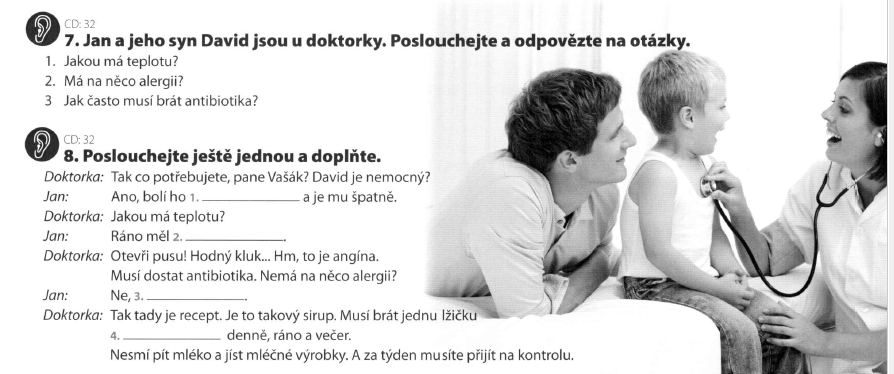 CD: 32
7. Jan a jeho syn David jsou u doktorky. Poslouchejte a odpovězte na otázky.
1. Jakou má teplotu?
2. Má na něco alergii?
3 Jak často musí brát antibiotika?
CD: 32
8. Poslouchejte ještě jednou a doplňte.
Doktorka: Tak co potřebujete, pane Vašák? David je nemocný?
Jan: Ano, bolí ho 1. ______________ a je mu špatně.
Doktorka: Jakou má teplotu?
Jan: Ráno měl 2. ______________.
Doktorka: Otevři pusu! Hodný kluk... Hm, to je angína.
Musí dostat antibiotika. Nemá na něco alergii?
Jan: Ne, 3. ______________.
Doktorka: Tak tady je recept. Je to takový sirup. Musí brát jednu lžičku
4. ______________ denně, ráno a večer.
Nesmí pít mléko a jíst mléčné výrobky. A za týden musíte přijít na kontrolu.